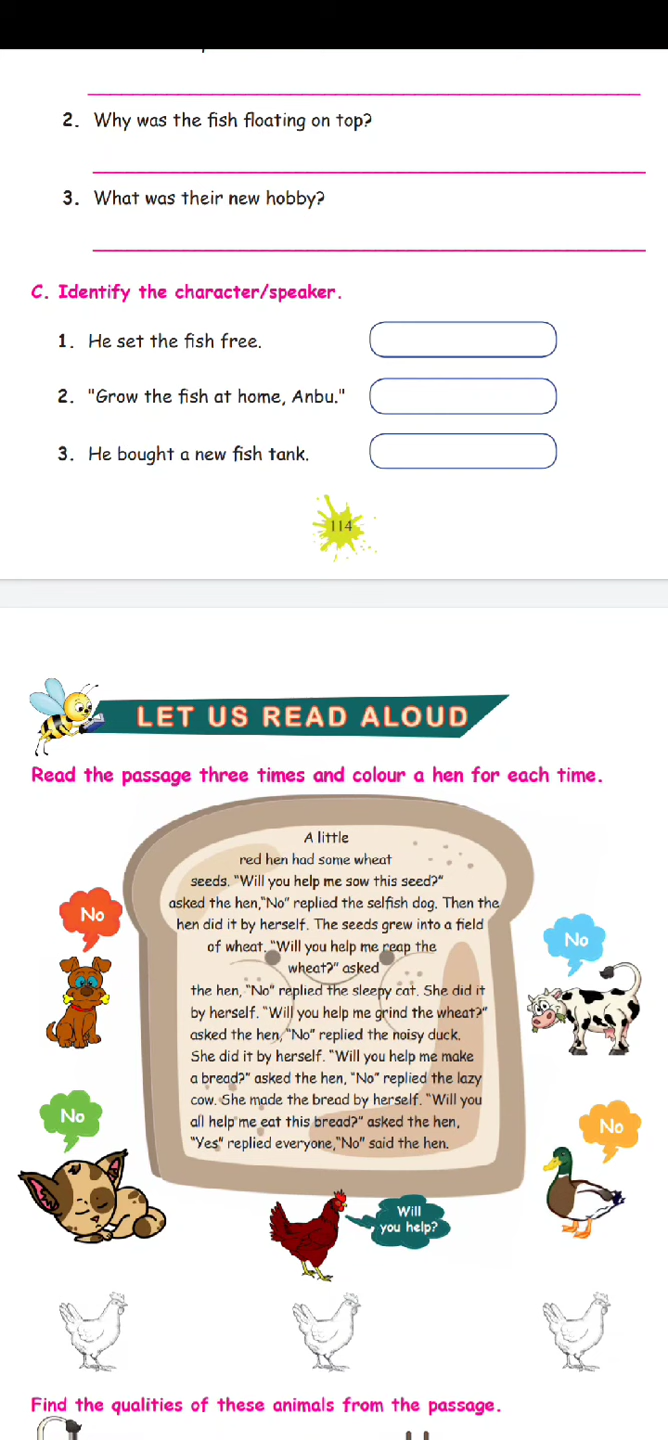 2. Why was the fish floating on top?
3. What was their new hobby?
C. Identify the character/speaker.
1. He set the fish free.
2. "Grow the fish at home, Anbu."
3. He bought a new fish tank.
114
LET US READ ALOUD
Read the passage three times and colour a hen for each time.
A little
red hen had some wheat
seeds. "Will you help me sow this seed?"
asked the hen,"No" replied the selfish dog. Then the
hen did it by herself. The seeds grew into a field
of wheat. "Will you help me reap the
wheat?" asked
the hen, "No" replied the sleepy cat. She did it
by herself. "Will you help me grind the wheat?"
asked the hen, "No" replied the noisy duck.
She did it by herself. "Will you help me make
a bread?" asked the hen, "No" replied the lazy
cow. She made the bread by herself. "Will you
all help me eat this bread?" asked the hen,
"Yes" replied everyone,"No" said the hen.
No
No
No
No
Will
you help?
Find the qualities of these animals from the passage.